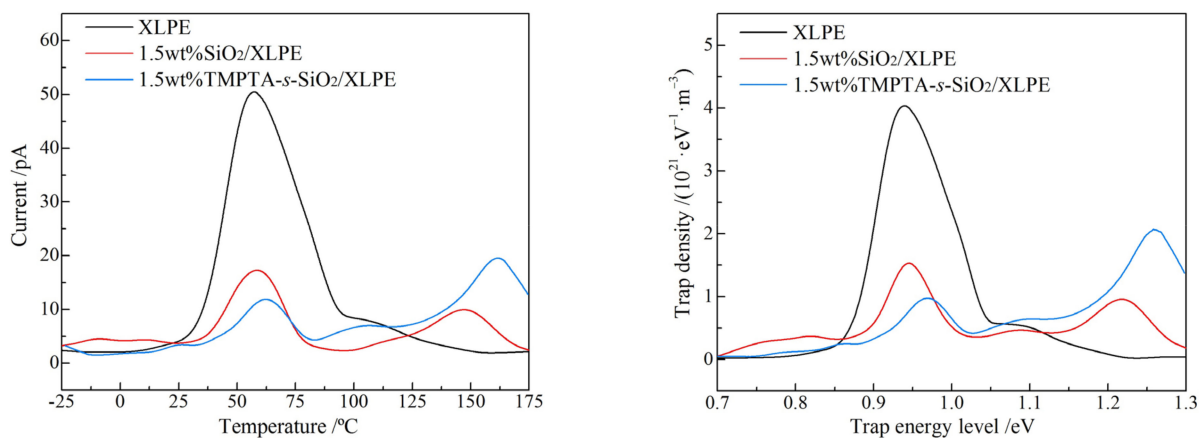 60
50
40
30
20
10
0
Current /pA
XLPE
1.5wt%SiO₂/XLPE
1.5wt%TMPTA-s-SiO₂/XLPE
-25 0 25 50 75 100 125 150 175
Temperature /ºC
5
4
3
2
1
0
Trap density /(10²¹·eV⁻¹·m⁻³)
XLPE
1.5wt%SiO₂/XLPE
1.5wt%TMPTA-s-SiO₂/XLPE
0.7 0.8 0.9 1.0 1.1 1.2 1.3
Trap energy level /eV